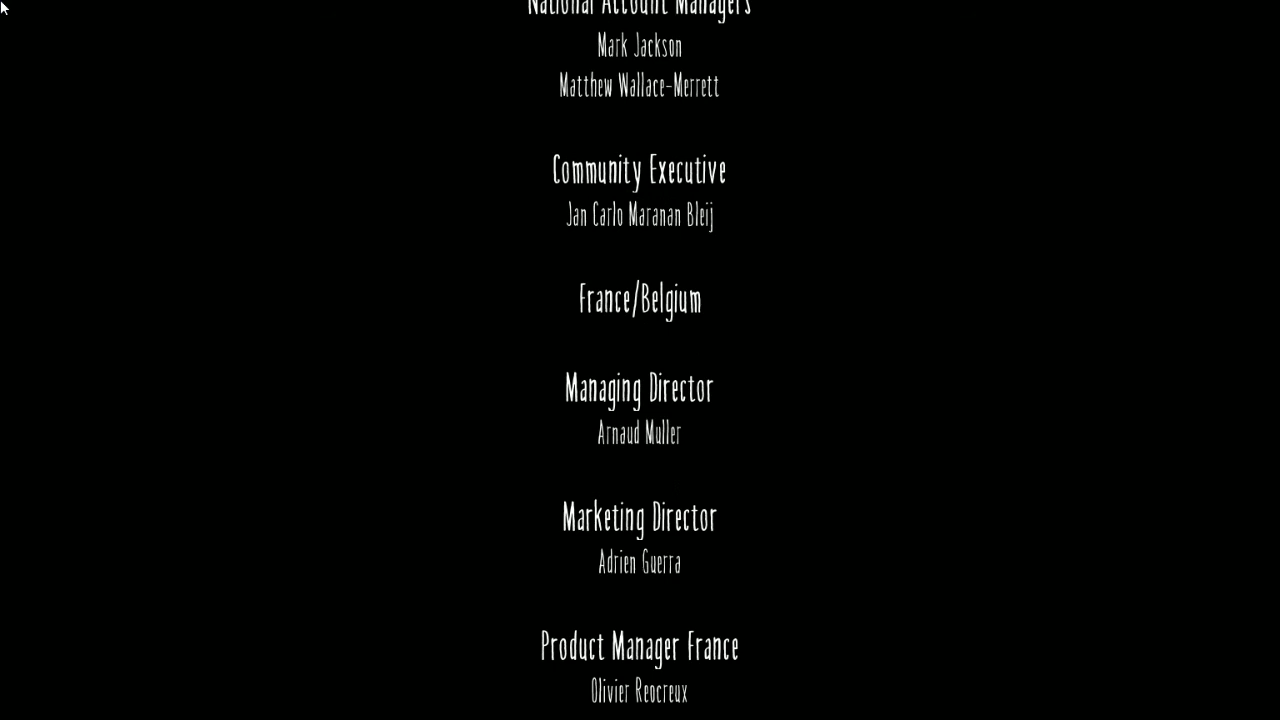 National Account Managers
Mark Jackson
Matthew Wallace-Merrett
Community Executive
Jan Carlo Maranan Bleij
France/Belgium
Managing Director
Arnaud Muller
Marketing Director
Adrien Guerra
Product Manager France
Olivier Reocreux